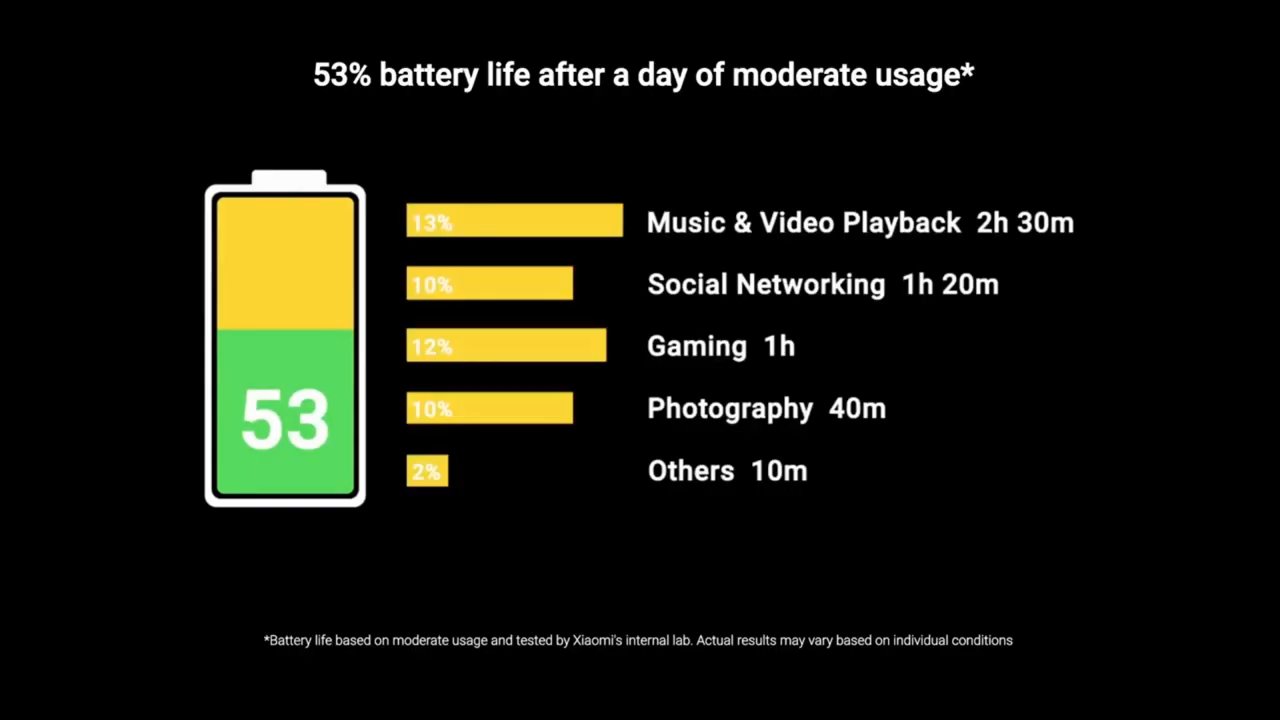 53% battery life after a day of moderate usage*
13% Music & Video Playback 2h 30m
10% Social Networking 1h 20m
12% Gaming 1h
10% Photography 40m
53
2% Others 10m
*Battery life based on moderate usage and tested by Xiaomi's internal lab. Actual results may vary based on individual conditions